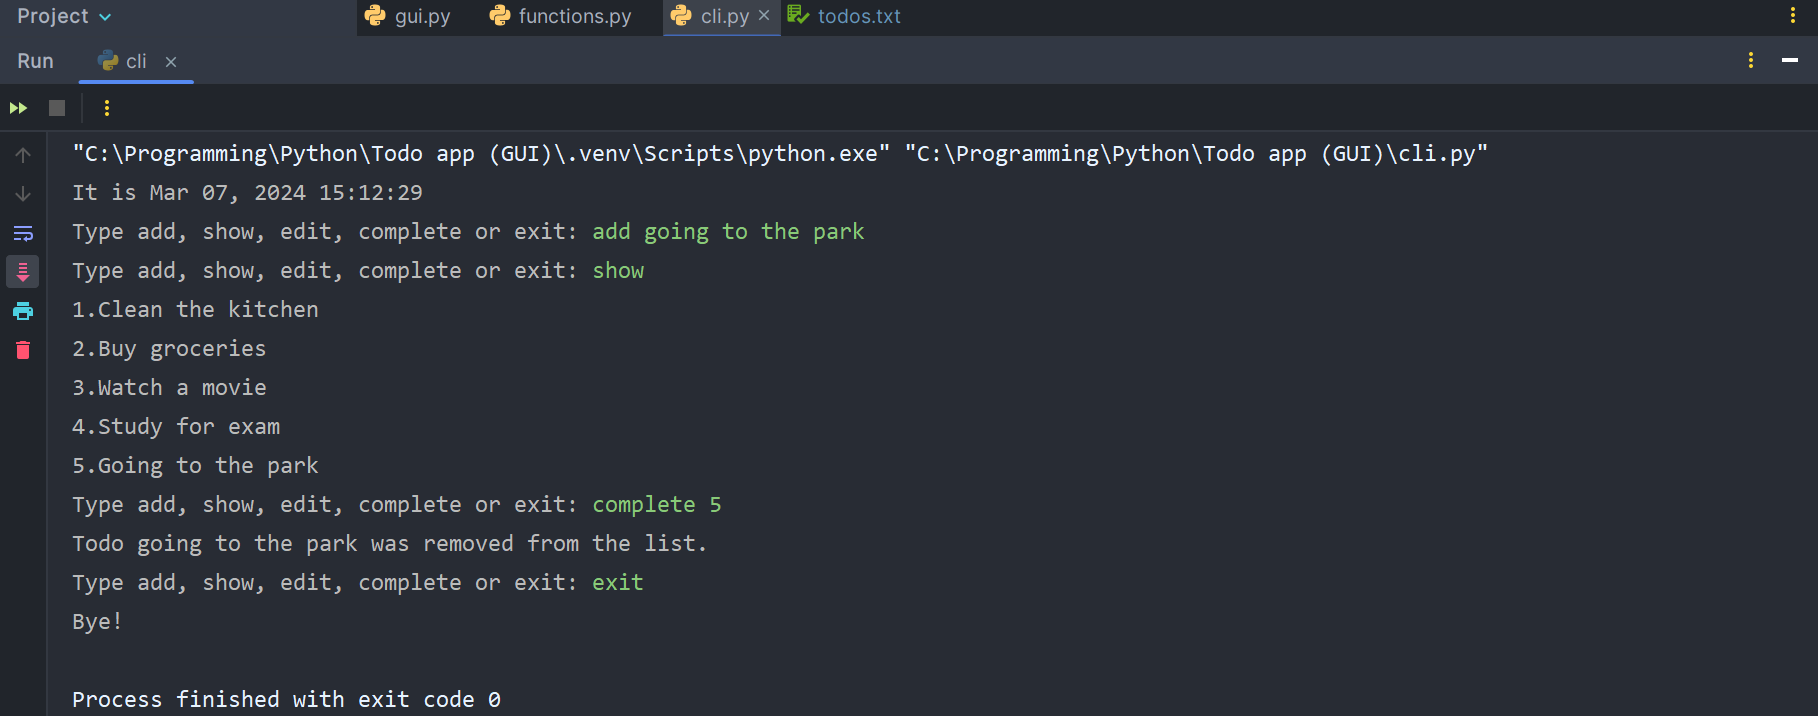 Project gui.py functions.py cli.py todos.txt
Run cli
"C:\Programming\Python\Todo app (GUI)\.venv\Scripts\python.exe" "C:\Programming\Python\Todo app (GUI)\cli.py"
It is Mar 07, 2024 15:12:29
Type add, show, edit, complete or exit: add going to the park
Type add, show, edit, complete or exit: show
1.Clean the kitchen
2.Buy groceries
3.Watch a movie
4.Study for exam
5.Going to the park
Type add, show, edit, complete or exit: complete 5
Todo going to the park was removed from the list.
Type add, show, edit, complete or exit: exit
Bye!
Process finished with exit code 0